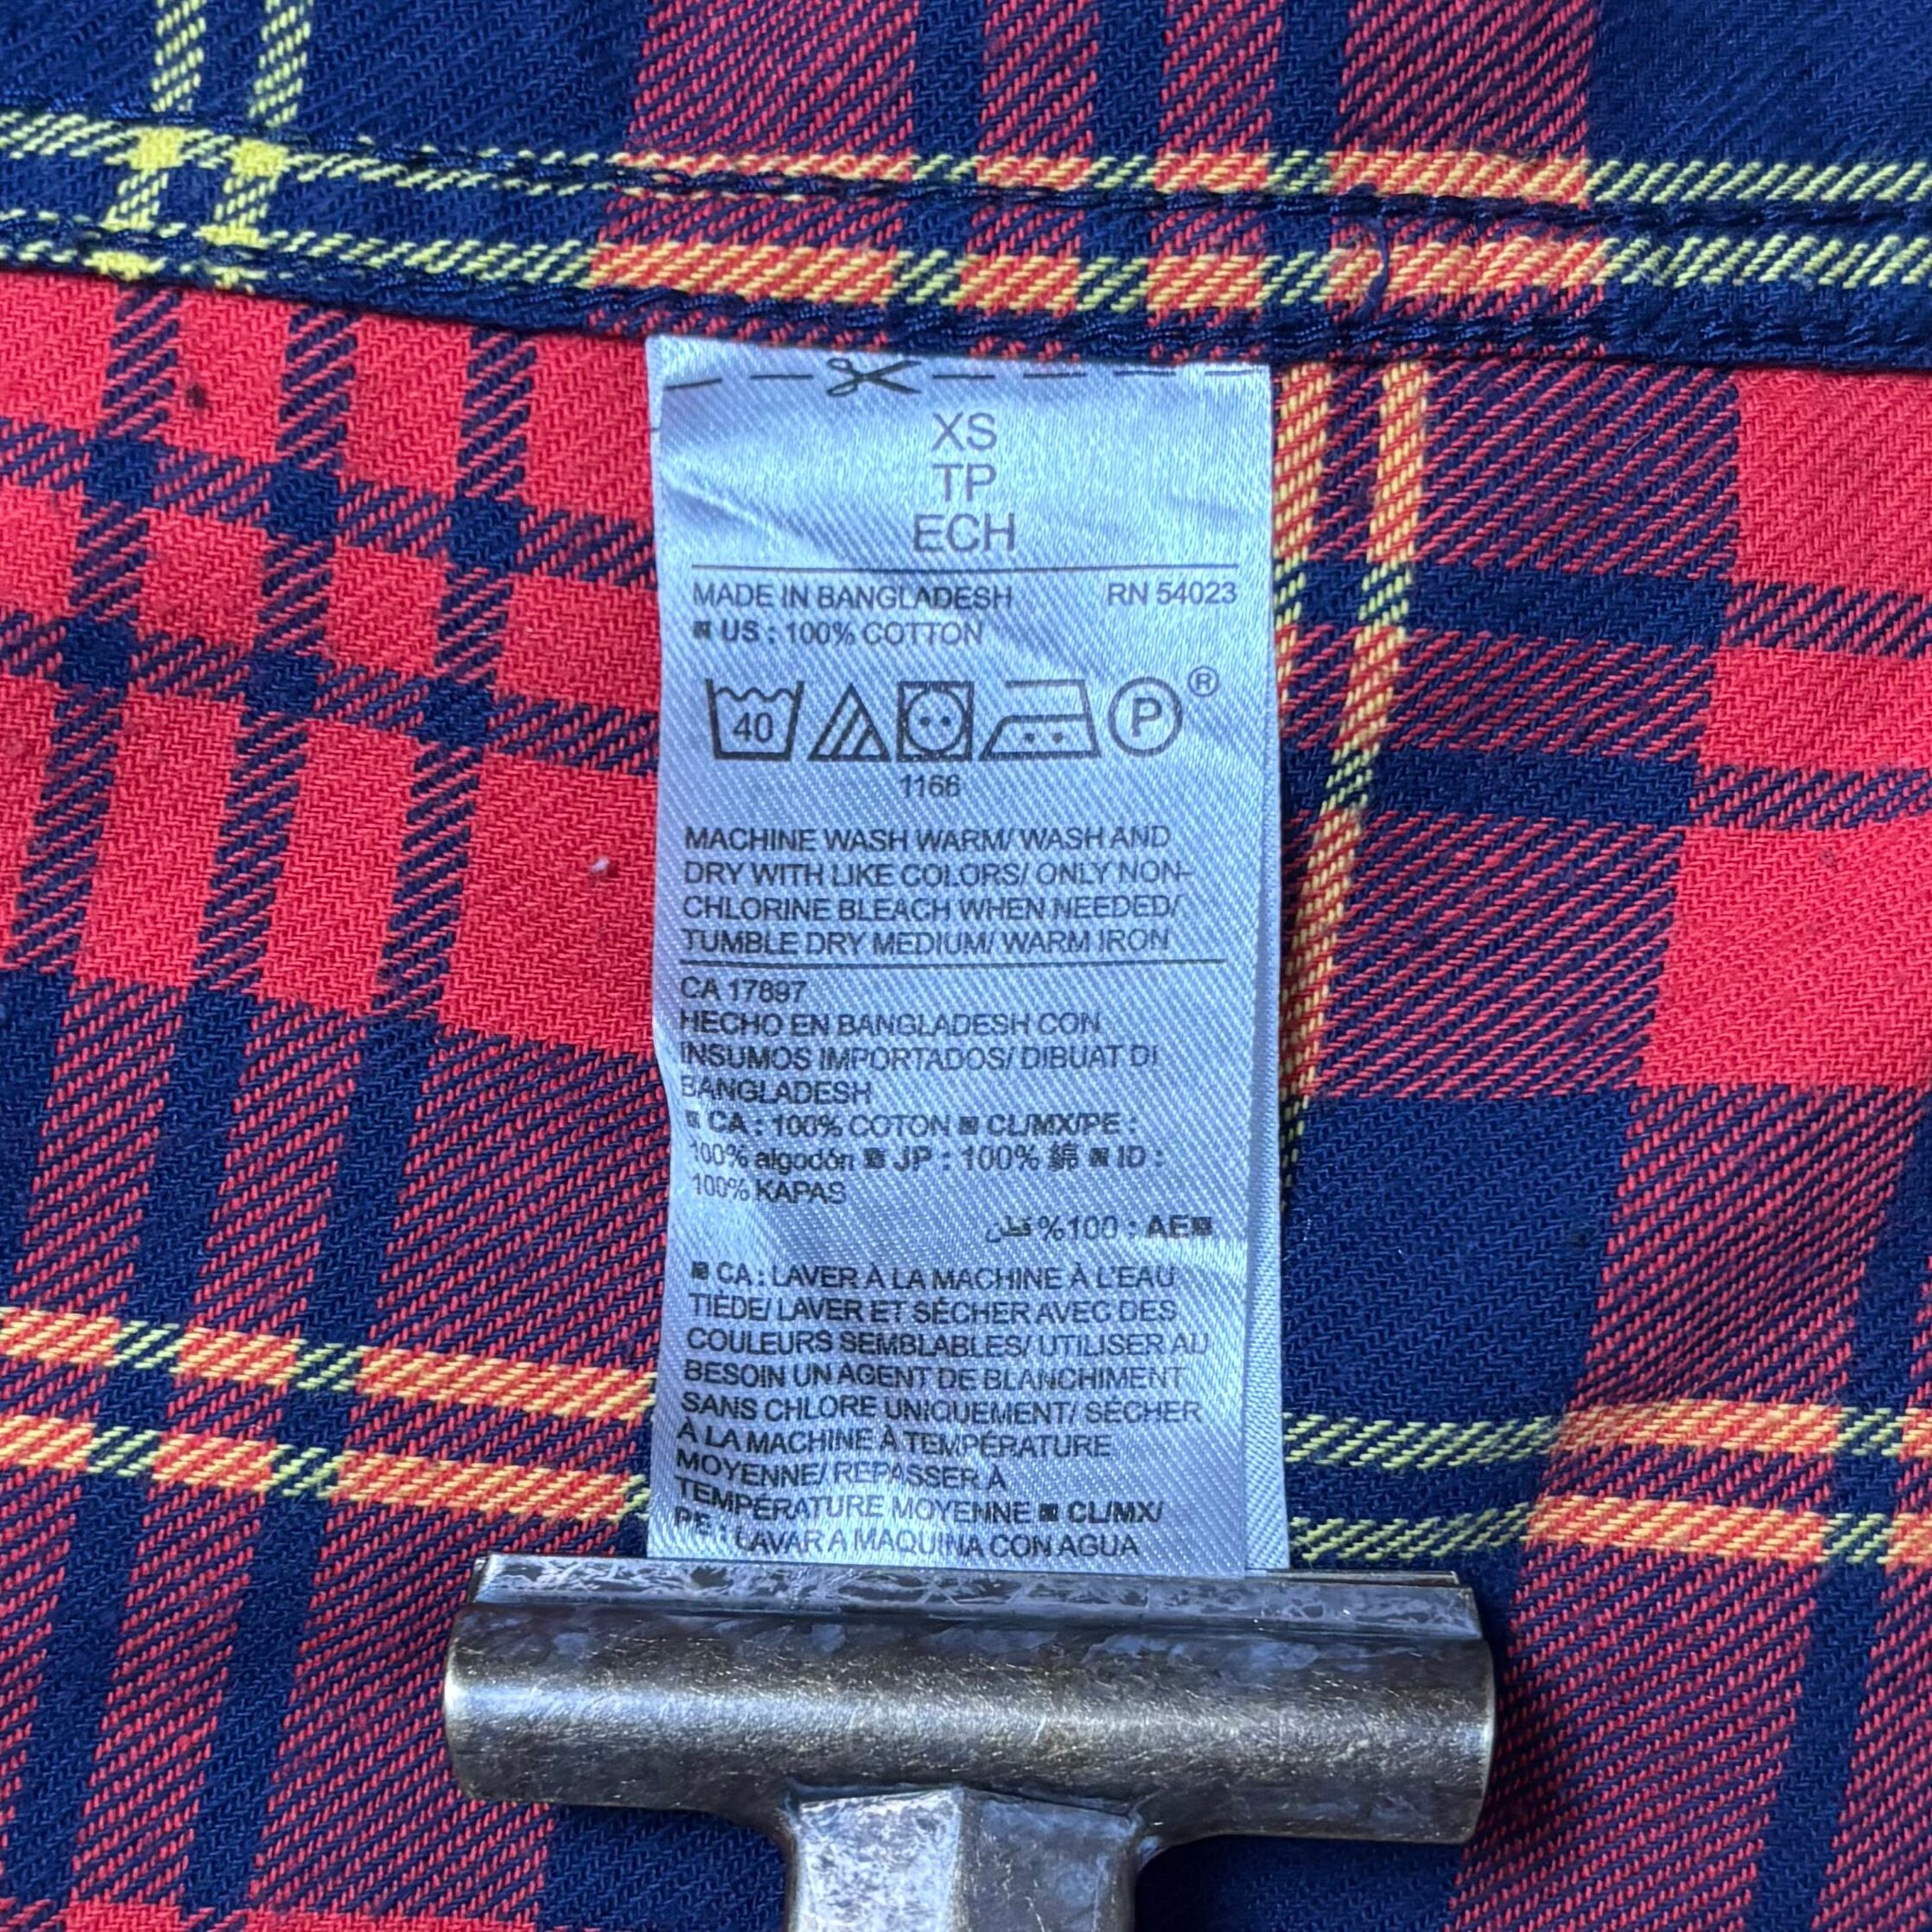 XS
TP
ECH
MADE IN BANGLADESH RN 54023
US : 100% COTTON
40 P ®
1166
MACHINE WASH WARM/ WASH AND
DRY WITH LIKE COLORS/ ONLY NON-
CHLORINE BLEACH WHEN NEEDED/
TUMBLE DRY MEDIUM/ WARM IRON
CA 17897
HECHO EN BANGLADESH CON
INSUMOS IMPORTADOS/ DIBUAT DI
BANGLADESH
CA : 100% COTON CL/MX/PE :
100% algodón JP : 100% 綿 ID :
100% KAPAS
AE : 100% قطن
CA : LAVER À LA MACHINE À L'EAU
TIÈDE/ LAVER ET SÉCHER AVEC DES
COULEURS SEMBLABLES/ UTILISER AU
BESOIN UN AGENT DE BLANCHIMENT
SANS CHLORE UNIQUEMENT/ SÉCHER
À LA MACHINE À TEMPÉRATURE
MOYENNE/ REPASSER À
TEMPÉRATURE MOYENNE CL/MX/
PE : LAVAR A MAQUINA CON AGUA